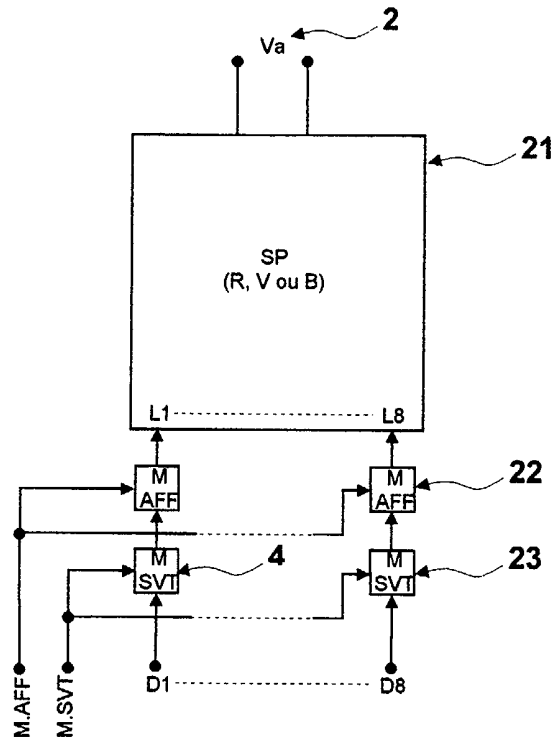 2
Va
21
SP
(R, V ou B)
L1 L8
M
AFF
M
AFF
22
M
SVT
4
M
SVT
23
M.AFF
M.SVT
D1 D8